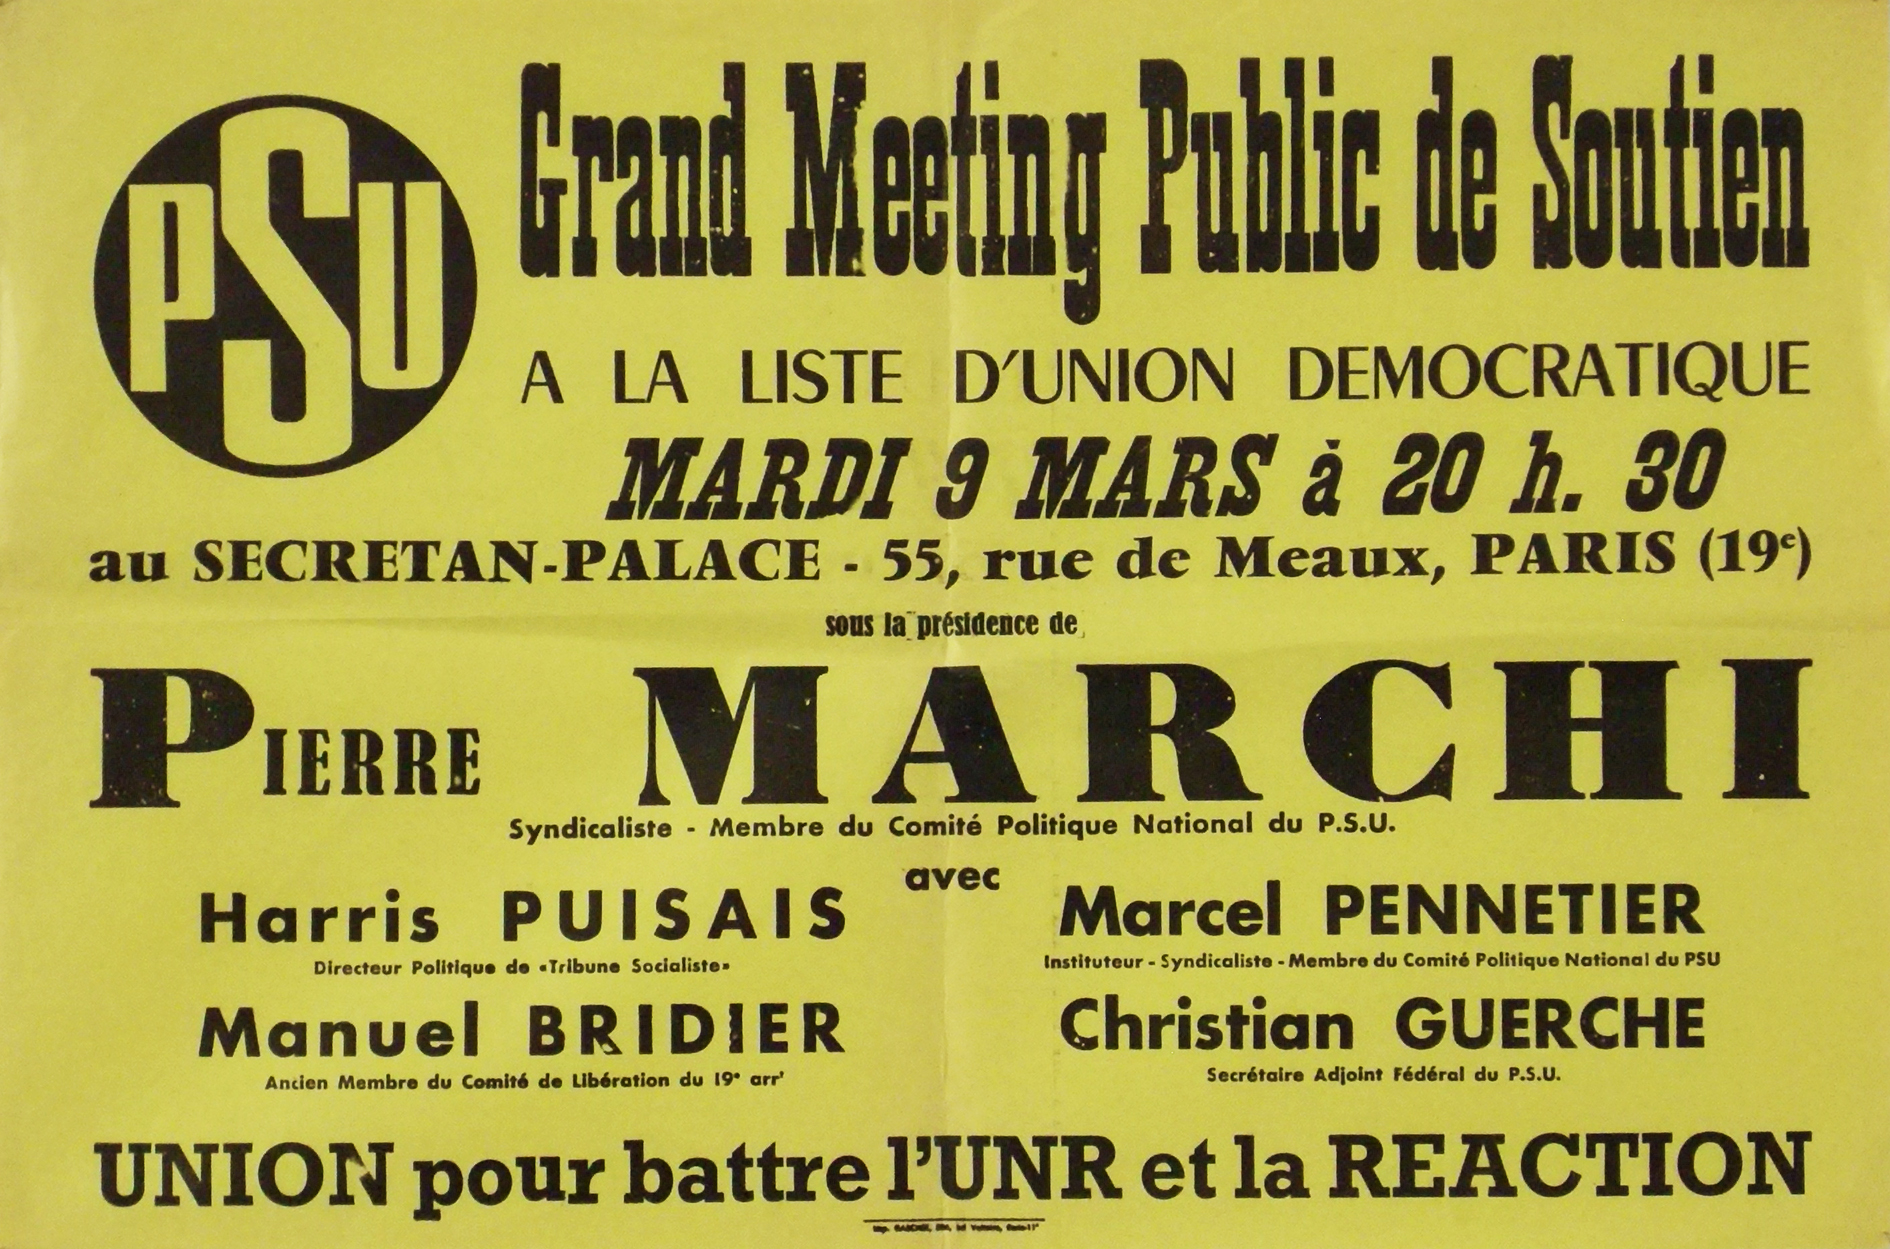 PSU
Grand Meeting Public de Soutien
A LA LISTE D'UNION DEMOCRATIQUE
MARDI 9 MARS à 20 h. 30
au SECRETAN-PALACE - 55, rue de Meaux, PARIS (19e)
sous la présidence de
PIERRE MARCHI
Syndicaliste - Membre du Comité Politique National du P.S.U.
avec
Harris PUISAIS
Directeur Politique de «Tribune Socialiste»
Marcel PENNETIER
Instituteur - Syndicaliste - Membre du Comité Politique National du PSU
Manuel BRIDIER
Ancien Membre du Comité de Libération du 19e arrt
Christian GUERCHE
Secrétaire Adjoint Fédéral du P.S.U.
UNION pour battre l'UNR et la REACTION
Imp.